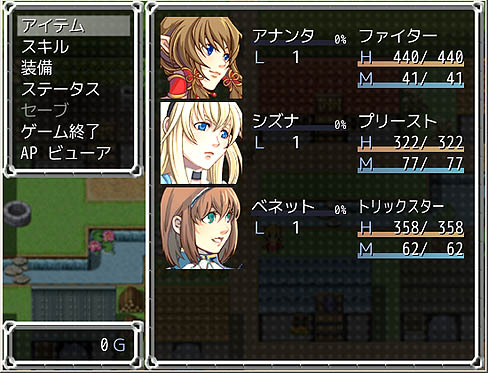 アイテム
スキル
装備
ステータス
セーブ
ゲーム終了
AP ビューア
アナンタ 0% ファイター
L 1 H 440/ 440
M 41/ 41
シズナ 0% プリースト
L 1 H 322/ 322
M 77/ 77
ベネット 0% トリックスター
L 1 H 358/ 358
M 62/ 62
0 G